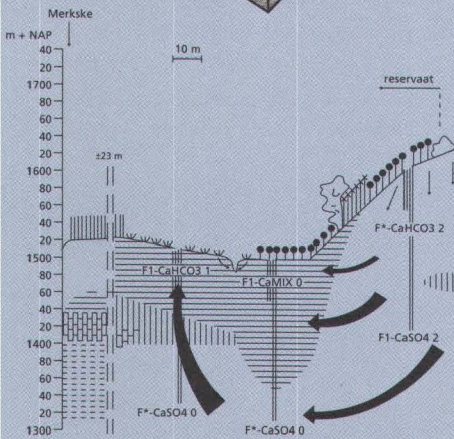 Merkske
m + NAP
10 m
reservaat
40
20
1700
80
60
40
20
1600
80
60
40
20
1500
80
60
40
20
1400
80
60
40
20
1300
±23 m
F*-CaHCO3 2
F1-CaHCO3 1
F1-CaMIX 0
F1-CaSO4 2
F*-CaSO4 0
F*-CaSO4 0